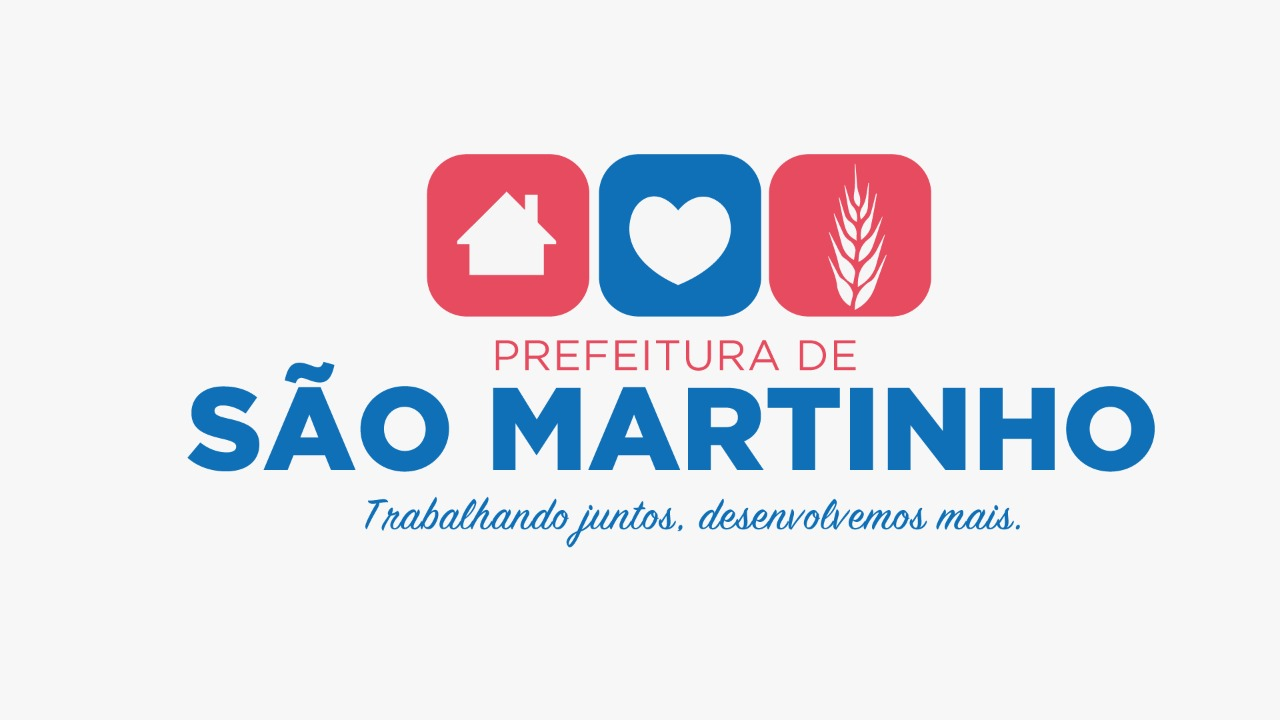 PREFEITURA DE
SÃO MARTINHO
Trabalhando juntos, desenvolvemos mais.